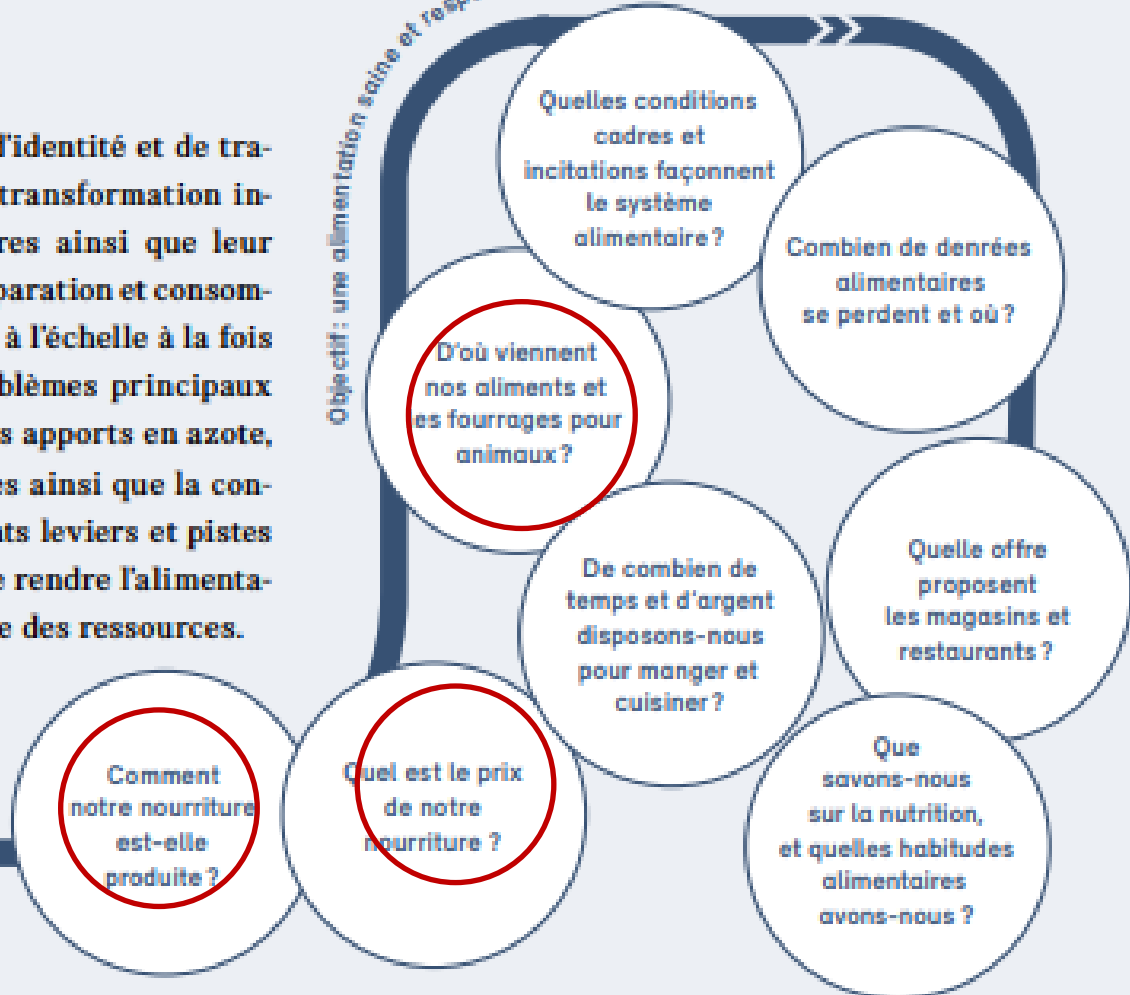 l'identité et de tra-
transformation in-
res ainsi que leur
paration et consom-
à l'échelle à la fois
blèmes principaux
s apports en azote,
es ainsi que la con-
nts leviers et pistes
e rendre l'alimenta-
e des ressources.
Objectif : une alimentation saine et resp
Quelles conditions
cadres et
incitations façonnent
le système
alimentaire ?
Combien de denrées
alimentaires
se perdent et où ?
D'où viennent
nos aliments et
es fourrages pour
animaux ?
De combien de
temps et d'argent
disposons-nous
pour manger et
cuisiner ?
Quelle offre
proposent
les magasins et
restaurants ?
Comment
notre nourriture
est-elle
produite ?
Quel est le prix
de notre
nourriture ?
Que
savons-nous
sur la nutrition,
et quelles habitudes
alimentaires
avons-nous ?